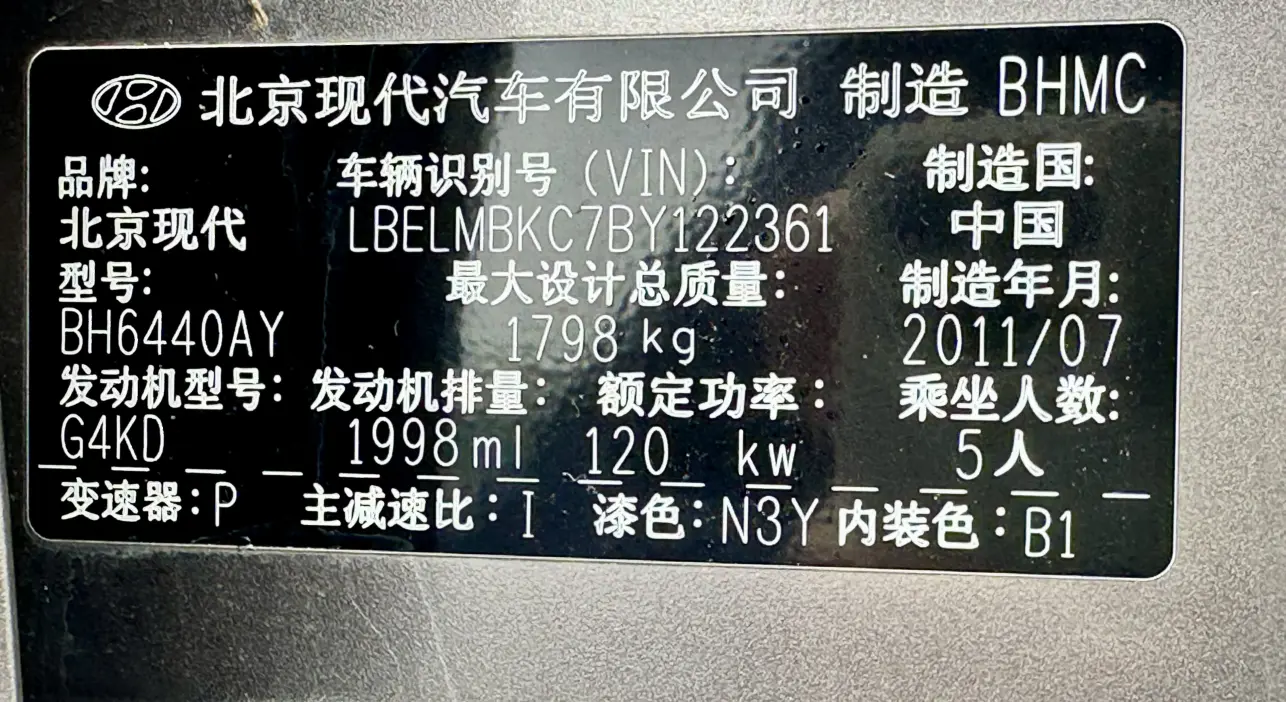 北京现代汽车有限公司 制造 BHMC
品牌: 车辆识别号 (VIN): 制造国:
北京现代 LBELMBKC7BY122361 中国
型号: 最大设计总质量: 制造年月:
BH6440AY 1798 kg 2011/07
发动机型号: 发动机排量: 额定功率: 乘坐人数:
G4KD 1998ml 120 kw 5人
变速器:P 主减速比:I 漆色:N3Y 内装色:B1